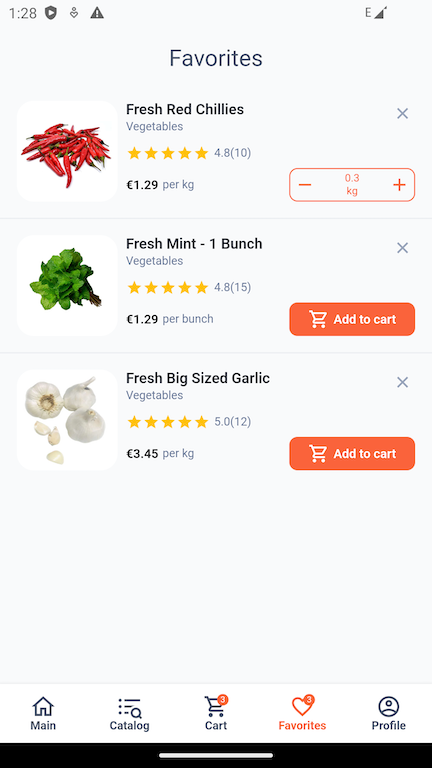 1:28
E
Favorites
Fresh Red Chillies
Vegetables
4.8(10)
€1.29 per kg
0.3
kg
Fresh Mint - 1 Bunch
Vegetables
4.8(15)
€1.29 per bunch
Add to cart
Fresh Big Sized Garlic
Vegetables
5.0(12)
€3.45 per kg
Add to cart
3
3
Main
Catalog
Cart
Favorites
Profile